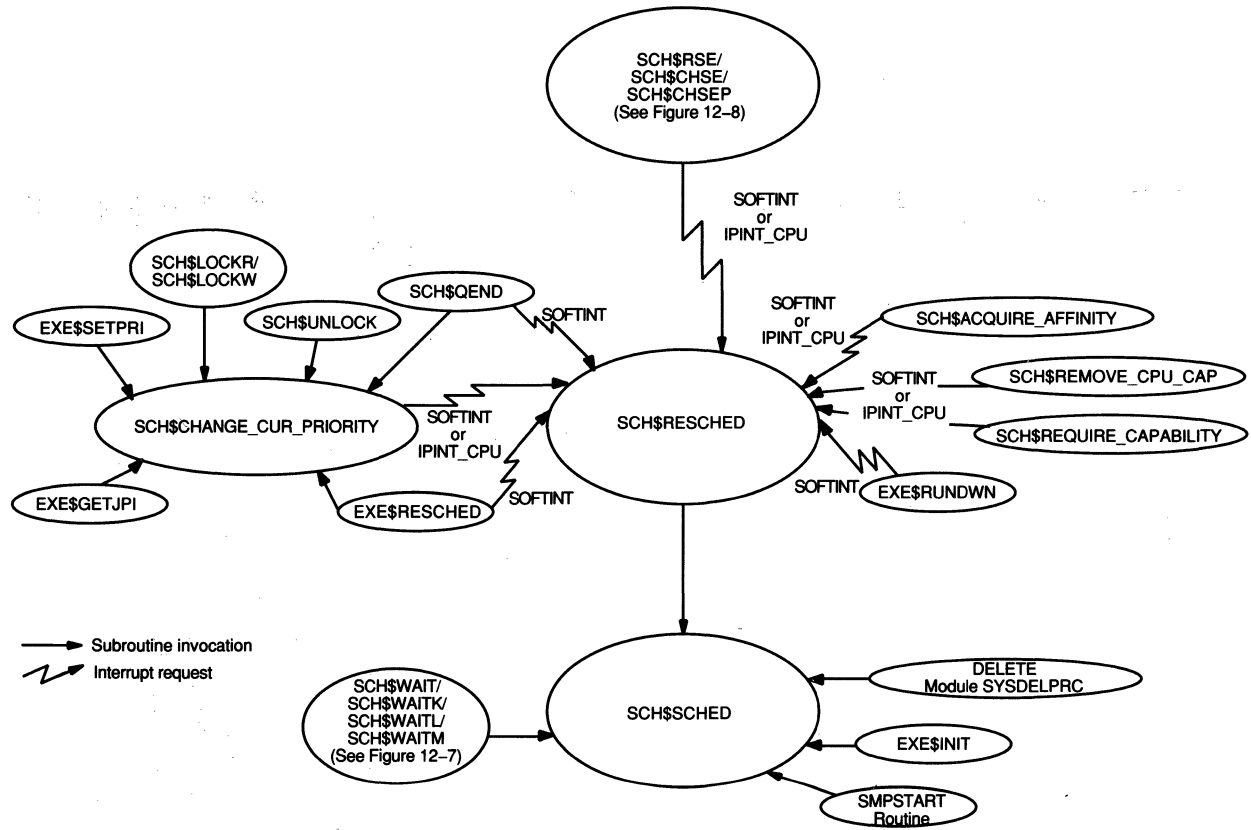 SCH$RSE/
SCH$CHSE/
SCH$CHSEP
(See Figure 12–8)
SOFTINT
or
IPINT_CPU
SCH$LOCKR/
SCH$LOCKW
SCH$QEND
SOFTINT
EXE$SETPRI
SCH$UNLOCK
SOFTINT
or
IPINT_CPU
SCH$ACQUIRE_AFFINITY
SCH$CHANGE_CUR_PRIORITY
SOFTINT
or
IPINT_CPU
SCH$RESCHED
SOFTINT
or
IPINT_CPU
SCH$REMOVE_CPU_CAP
SCH$REQUIRE_CAPABILITY
EXE$GETJPI
EXE$RESCHED
SOFTINT
SOFTINT
EXE$RUNDWN
Subroutine invocation
Interrupt request
SCH$WAIT/
SCH$WAITK/
SCH$WAITL/
SCH$WAITM
(See Figure 12–7)
SCH$SCHED
DELETE
Module SYSDELPRC
EXE$INIT
SMPSTART
Routine